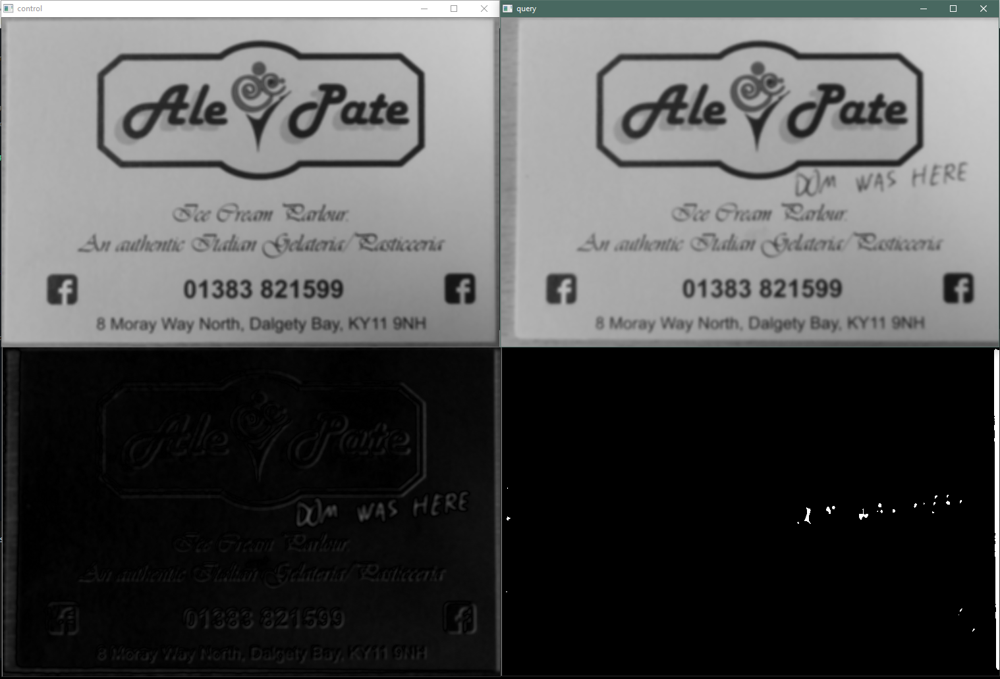 control
query
Ale Pate
DOM WAS HERE
Ice Cream Parlour.
An authentic Italian Gelateria/Pasticceria
f
f
01383 821599
8 Moray Way North, Dalgety Bay, KY11 9NH
Ale Pate
DOM WAS HERE
Ice Cream Parlour.
An authentic Italian Gelateria/Pasticceria
f
f
01383 821599
8 Moray Way North, Dalgety Bay, KY11 9NH
Ale Pate
Ice Cream Parlour.
An authentic Italian Gelateria/Pasticceria
f
f
01383 821599
8 Moray Way North, Dalgety Bay, KY11 9NH